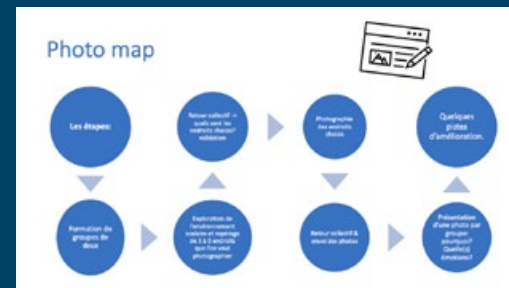 Photo map
Les étapes:
Formation de
groupes de
deux
Exploration de
l'environnement
scolaire et repérage
de 1 à 3 endroits
que l'on veut
photographier
Retour collectif ->
quels sont les
endroits choisis?
Validation
Photographie
des endroits
choisis
Retour collectif &
envoi des photos
Présentation
d'une photo par
groupe:
pourquoi?
Quelle(s)
émotions?
Quelques
pistes
d'amélioration.